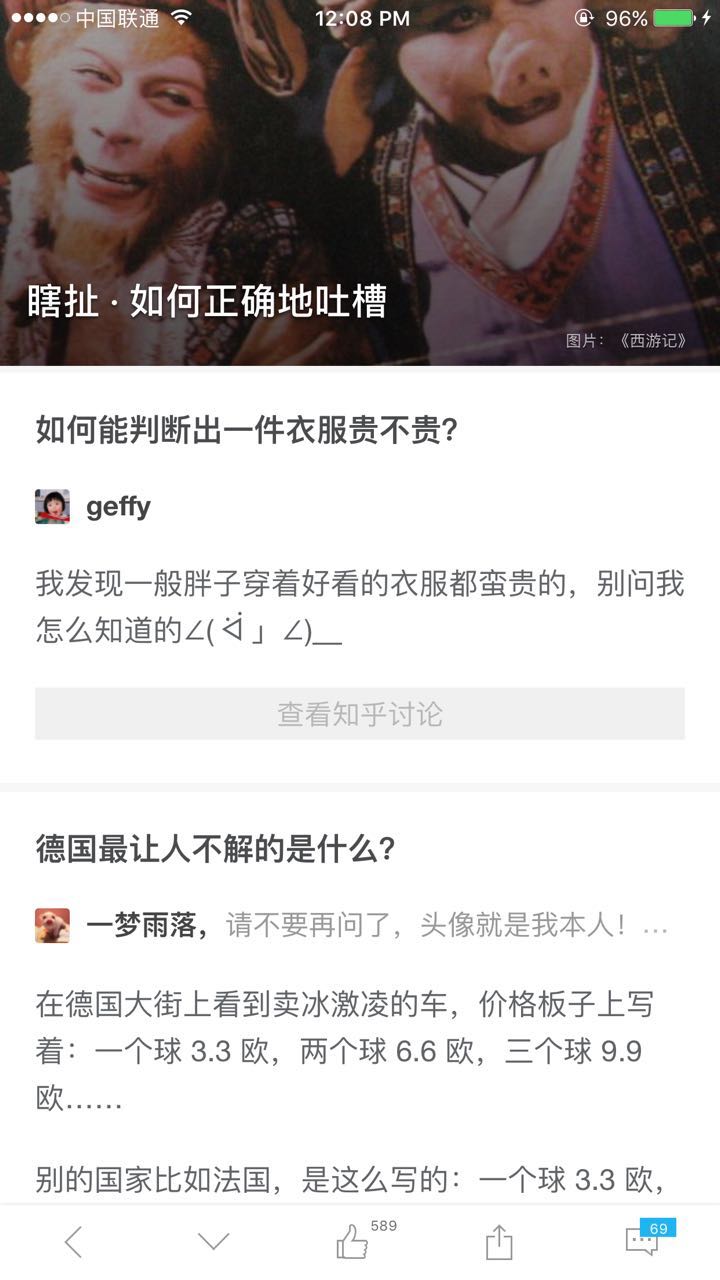 中国联通 12:08 PM 96%
瞎扯 · 如何正确地吐槽
图片：《西游记》
如何能判断出一件衣服贵不贵?
geffy
我发现一般胖子穿着好看的衣服都蛮贵的，别问我
怎么知道的∠( ᐛ 」∠)__
查看知乎讨论
德国最让人不解的是什么?
一梦雨落，请不要再问了，头像就是我本人！…
在德国大街上看到卖冰激凌的车，价格板子上写
着：一个球 3.3 欧，两个球 6.6 欧，三个球 9.9
欧……
别的国家比如法国，是这么写的：一个球 3.3 欧，
589
69